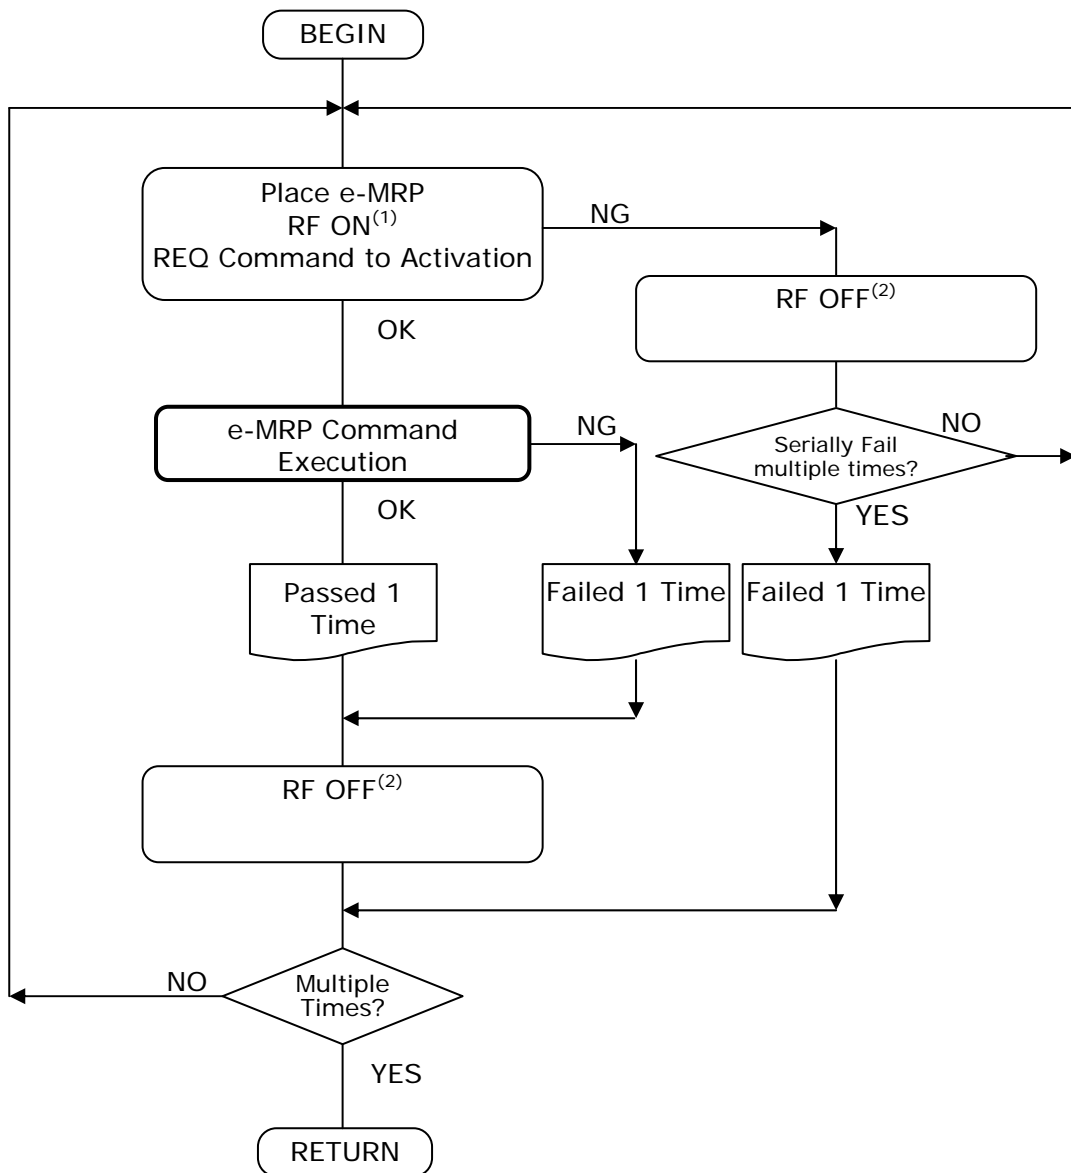 BEGIN
Place e-MRP
RF ON(1)
REQ Command to Activation
NG
RF OFF(2)
OK
e-MRP Command
Execution
NG
Serially Fail
multiple times?
NO
OK
YES
Passed 1
Time
Failed 1 Time
Failed 1 Time
RF OFF(2)
NO
Multiple
Times?
YES
RETURN